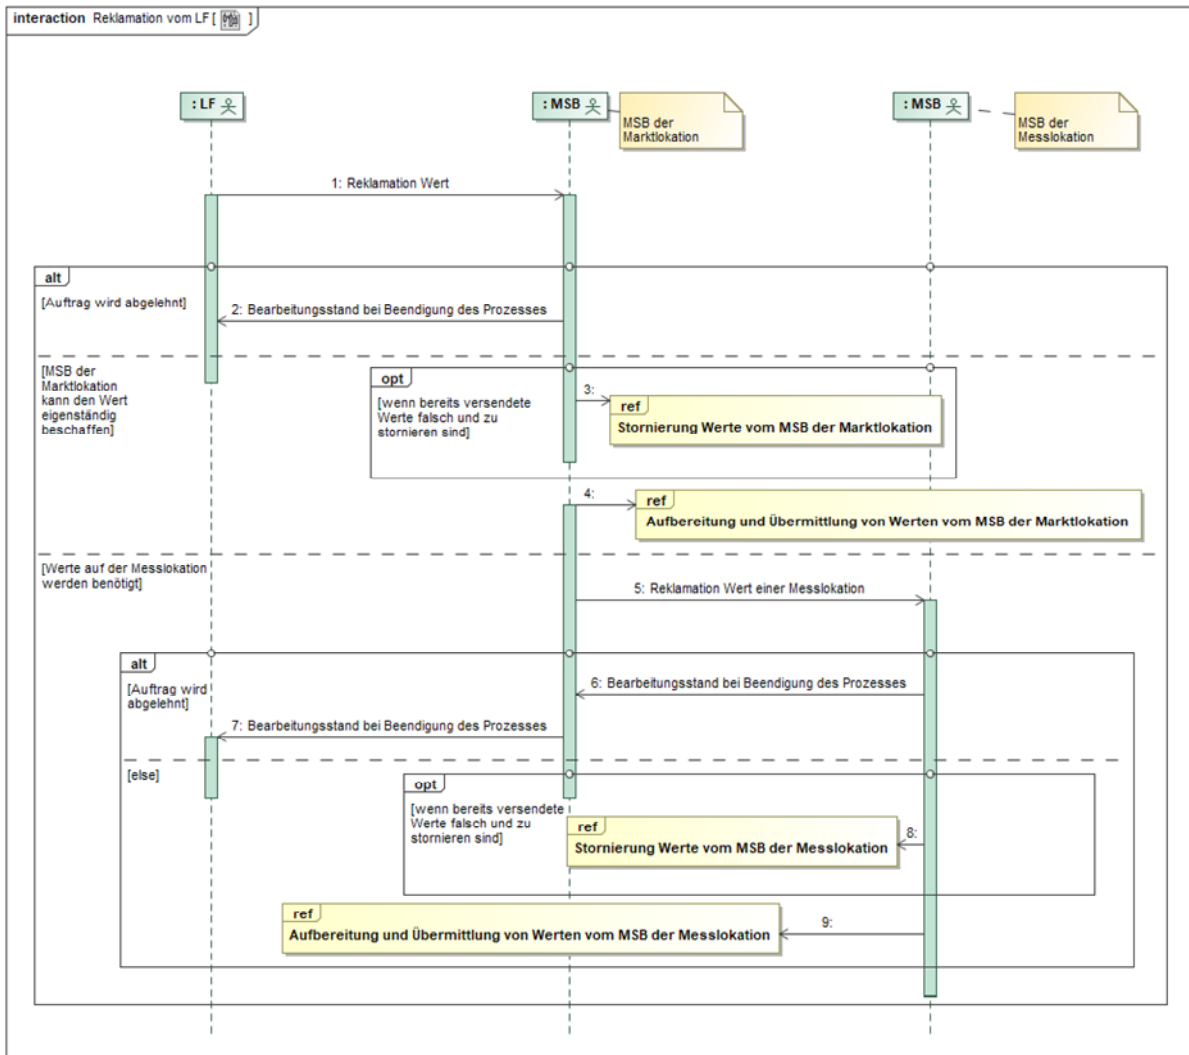 interaction Reklamation vom LF [ ]
: LF
: MSB
MSB der
Marktlokation
: MSB
MSB der
Messlokation
1: Reklamation Wert
alt
[Auftrag wird abgelehnt]
2: Bearbeitungsstand bei Beendigung des Prozesses
[MSB der
Marktlokation
kann den Wert
eigenständig
beschaffen]
opt
[wenn bereits versendete
Werte falsch und zu
stornieren sind]
3:
ref
Stornierung Werte vom MSB der Marktlokation
4:
ref
Aufbereitung und Übermittlung von Werten vom MSB der Marktlokation
[Werte auf der Messlokation
werden benötigt]
5: Reklamation Wert einer Messlokation
alt
[Auftrag wird
abgelehnt]
6: Bearbeitungsstand bei Beendigung des Prozesses
7: Bearbeitungsstand bei Beendigung des Prozesses
[else]
opt
[wenn bereits versendete
Werte falsch und zu
stornieren sind]
ref
Stornierung Werte vom MSB der Messlokation
8:
ref
Aufbereitung und Übermittlung von Werten vom MSB der Messlokation
9: